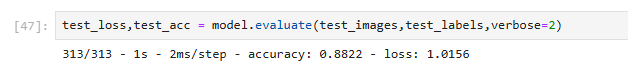 [47]: test_loss,test_acc = model.evaluate(test_images,test_labels,verbose=2)
313/313 - 1s - 2ms/step - accuracy: 0.8822 - loss: 1.0156